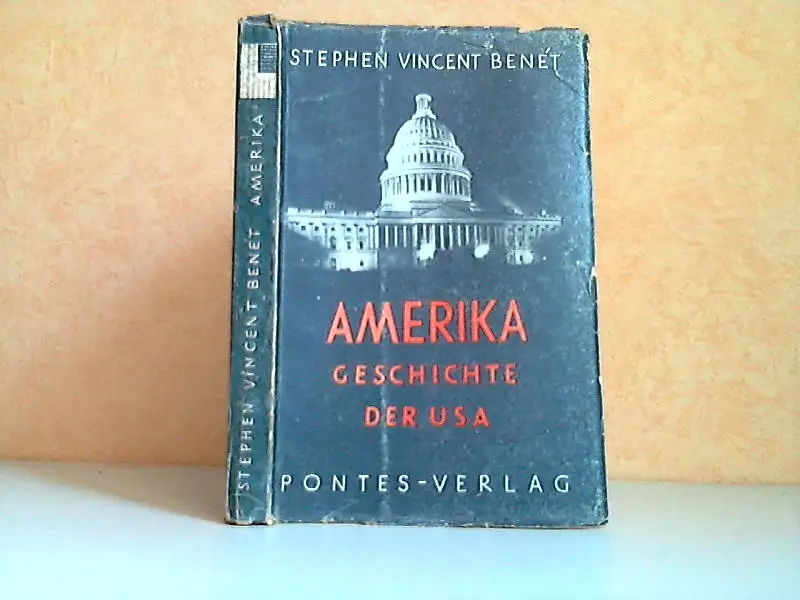 STEPHEN VINCENT BENÉT AMERIKA
STEPHEN VINCENT BENÉT
AMERIKA
GESCHICHTE
DER USA
PONTES-VERLAG